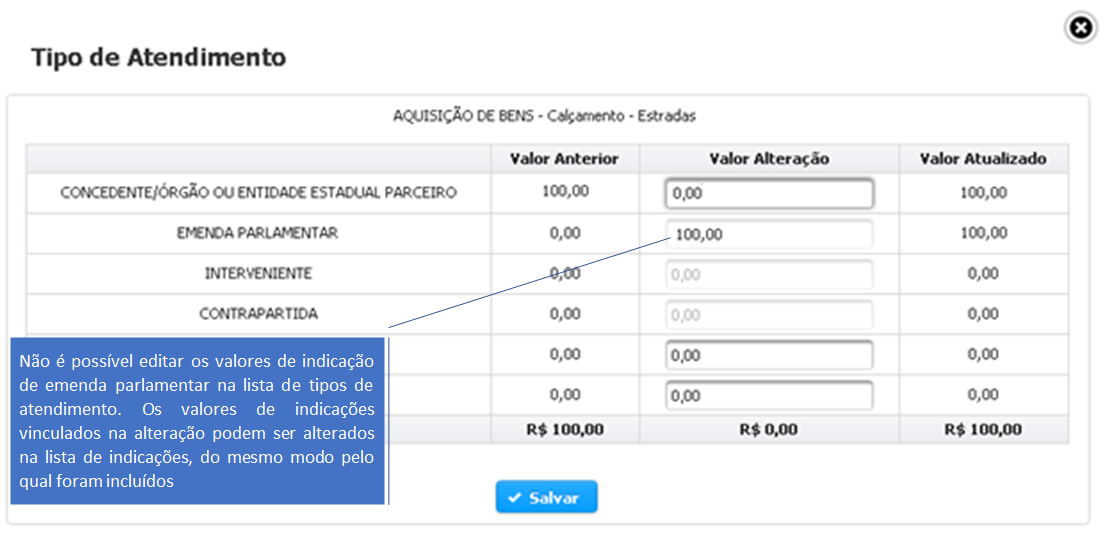 Tipo de Atendimento
AQUISIÇÃO DE BENS - Calçamento - Estradas
Valor Anterior Valor Alteração Valor Atualizado
CONCEDENTE/ÓRGÃO OU ENTIDADE ESTADUAL PARCEIRO 100,00 0,00 100,00
EMENDA PARLAMENTAR 0,00 100,00 100,00
INTERVENIENTE 0,00 0,00 0,00
CONTRAPARTIDA 0,00 0,00 0,00
0,00 0,00 0,00
0,00 0,00 0,00
R$ 100,00 R$ 0,00 R$ 100,00
Não é possível editar os valores de indicação
de emenda parlamentar na lista de tipos de
atendimento. Os valores de indicações
vinculados na alteração podem ser alterados
na lista de indicações, do mesmo modo pelo
qual foram incluídos
Salvar